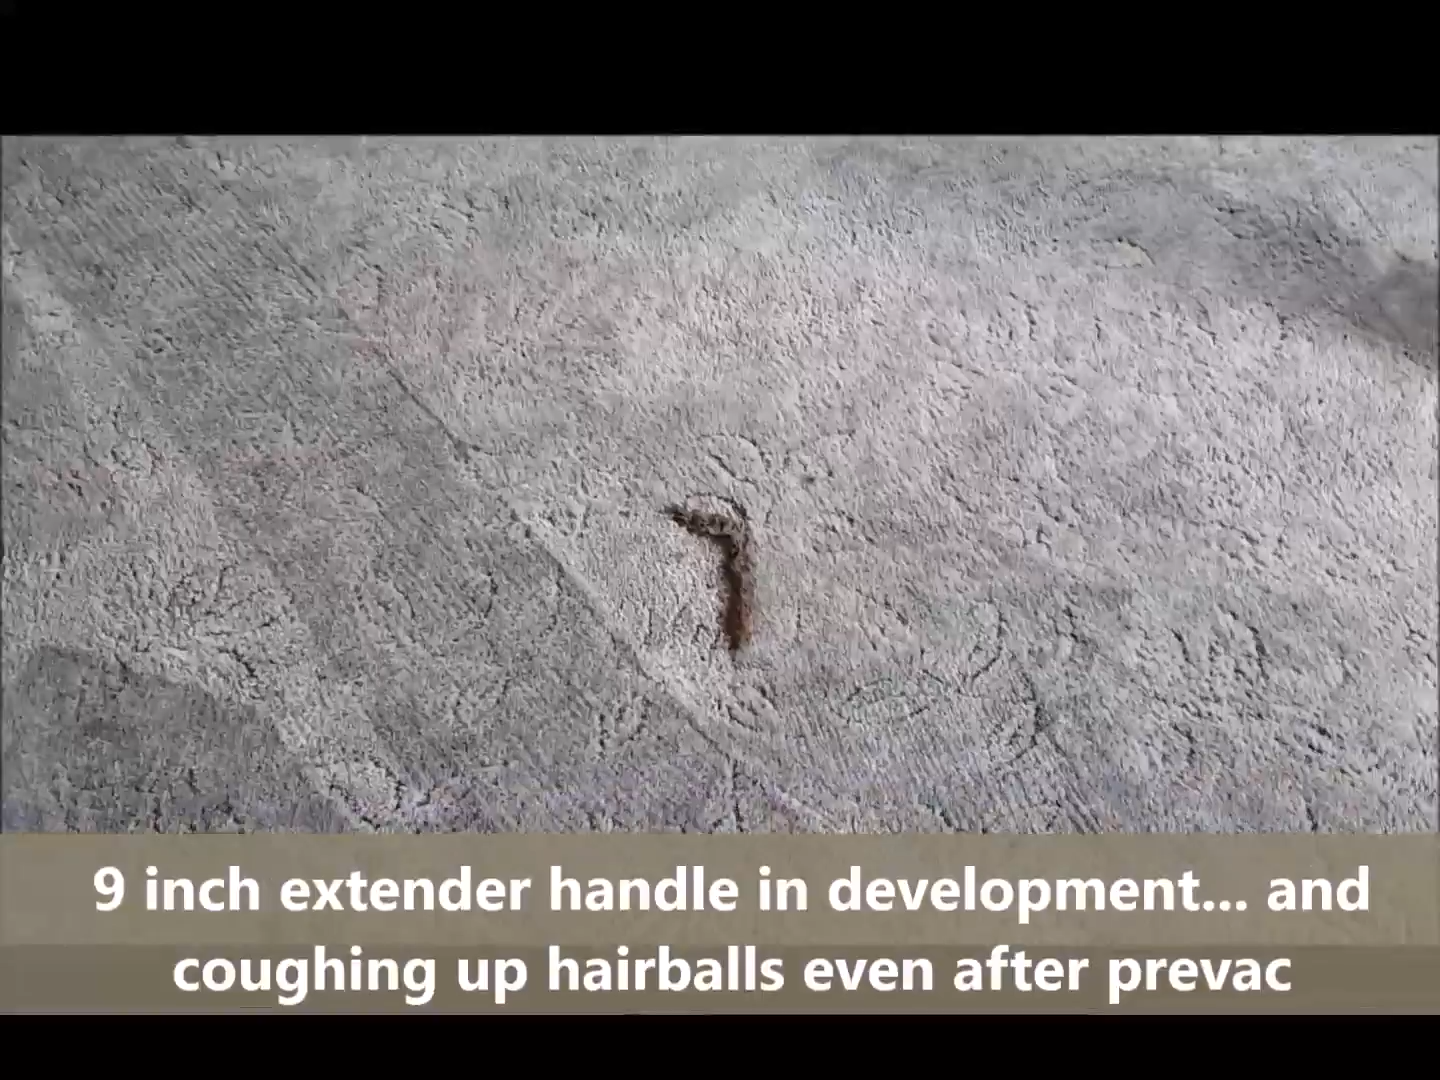 9 inch extender handle in development... and
coughing up hairballs even after prevac